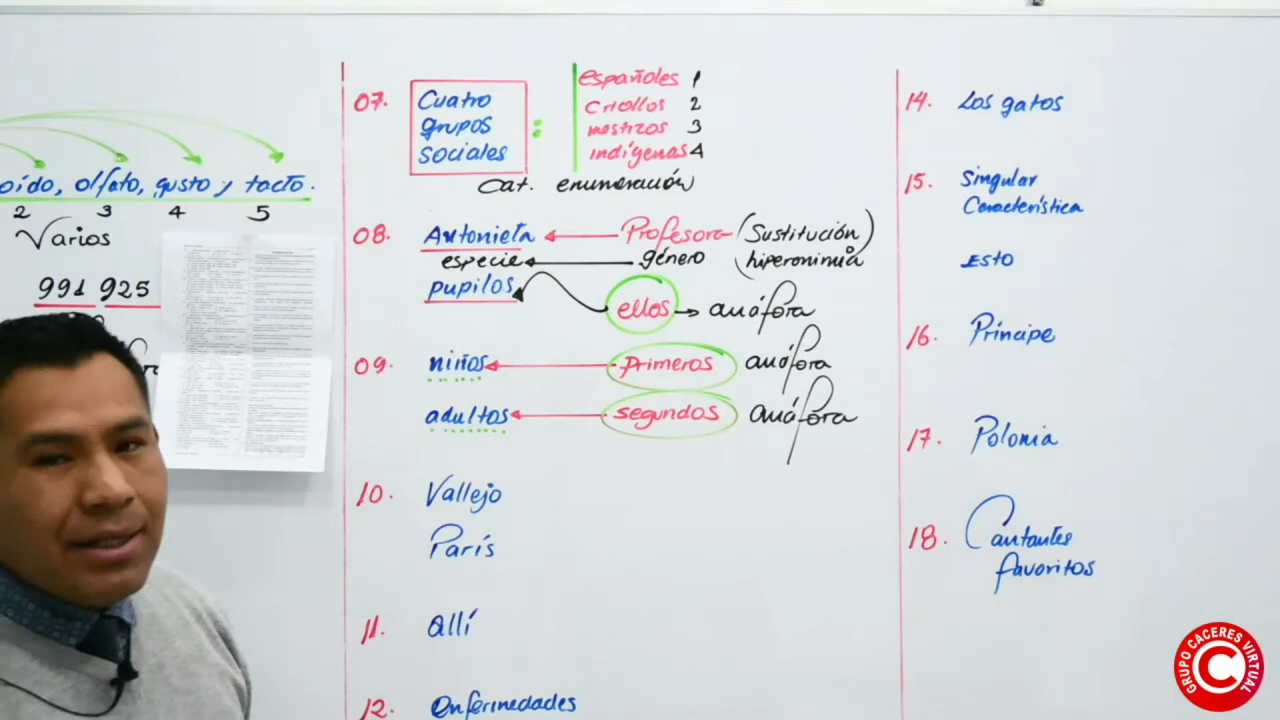 oído, olfato, gusto y tacto.
2 3 4 5
Varios
991 925
07. Cuatro
grupos
sociales
:
españoles 1
Criollos 2
mestizos 3
indígenas 4
Cat. enumeración
08. Antonieta Profesora (Sustitución)
especie género (hiperonimia)
pupilos
ellos anáfora
09. niños Primeros anáfora
adultos segundos anáfora
10. Vallejo
París
11. allí
12. Enfermedades
14. Los gatos
15. Singular
Característica
Esto
16. Príncipe
17. Polonia
18. Cantantes
favoritos
GRUPO CACERES VIRTUAL
C